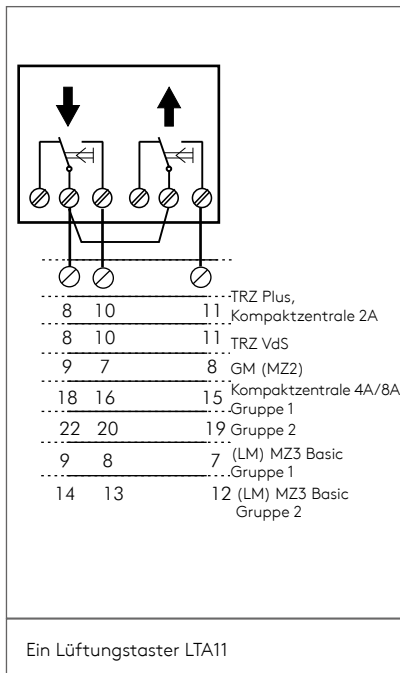 8 10 11 TRZ Plus,
Kompaktzentrale 2A
8 10 11 TRZ VdS
9 7 8 GM (MZ2)
18 16 15 Kompaktzentrale 4A/8A
Gruppe 1
22 20 19 Gruppe 2
9 8 7 (LM) MZ3 Basic
Gruppe 1
14 13 12 (LM) MZ3 Basic
Gruppe 2
Ein Lüftungstaster LTA11